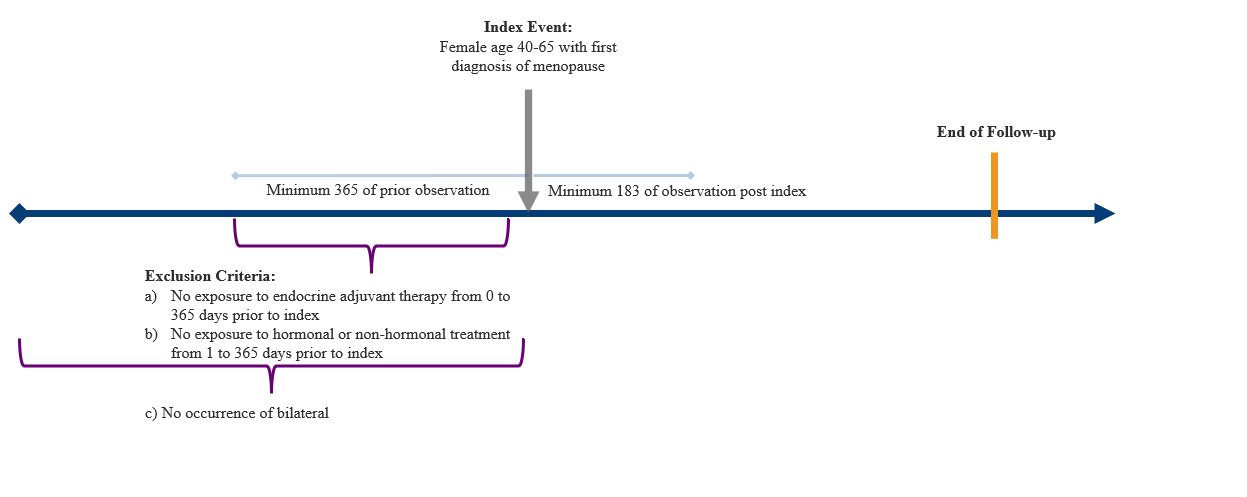 Index Event:
Female age 40-65 with first
diagnosis of menopause
End of Follow-up
Minimum 365 of prior observation
Minimum 183 of observation post index
Exclusion Criteria:
a) No exposure to endocrine adjuvant therapy from 0 to
365 days prior to index
b) No exposure to hormonal or non-hormonal treatment
from 1 to 365 days prior to index
c) No occurrence of bilateral